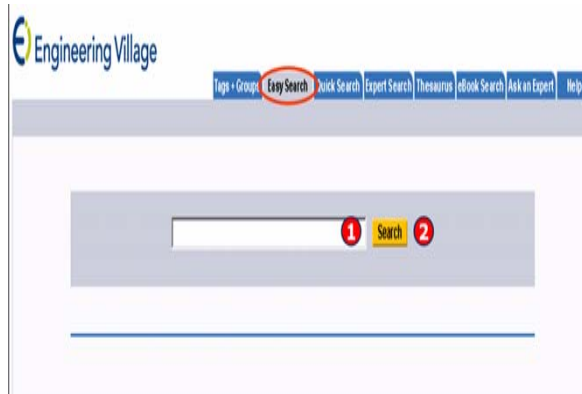 Engineering Village
Tags + Groups Easy Search Quick Search Expert Search Thesaurus eBook Search Ask an Expert Help
1 Search 2